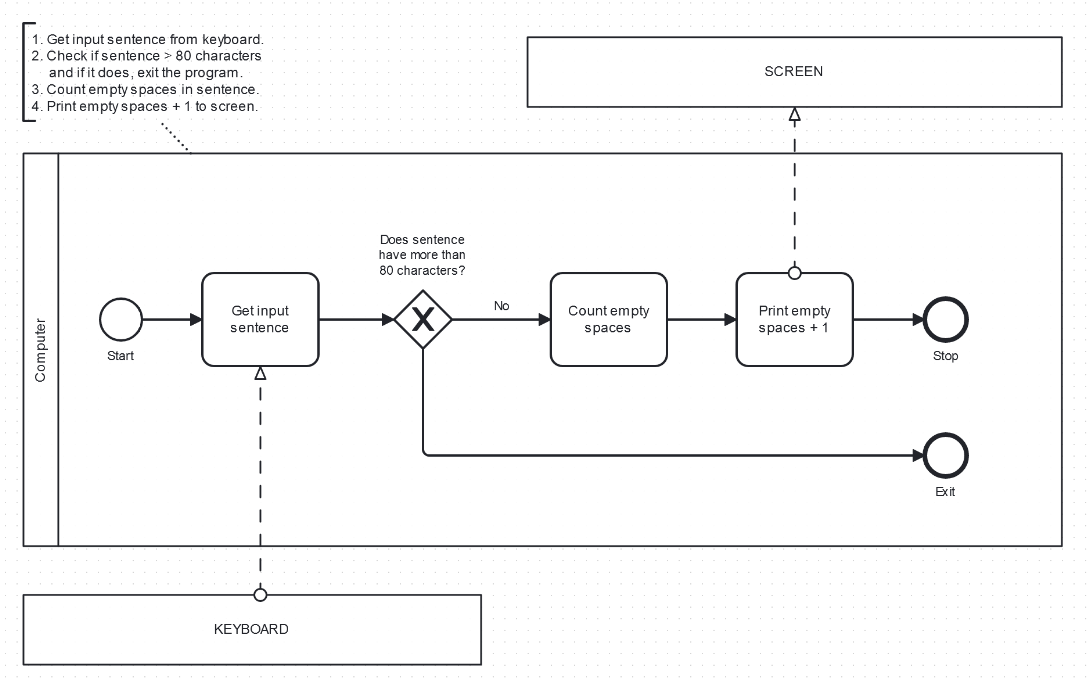 1. Get input sentence from keyboard.
2. Check if sentence > 80 characters
and if it does, exit the program.
3. Count empty spaces in sentence.
4. Print empty spaces + 1 to screen.
SCREEN
Computer
Does sentence
have more than
80 characters?
Start
Get input
sentence
No
Count empty
spaces
Print empty
spaces + 1
Stop
Exit
KEYBOARD